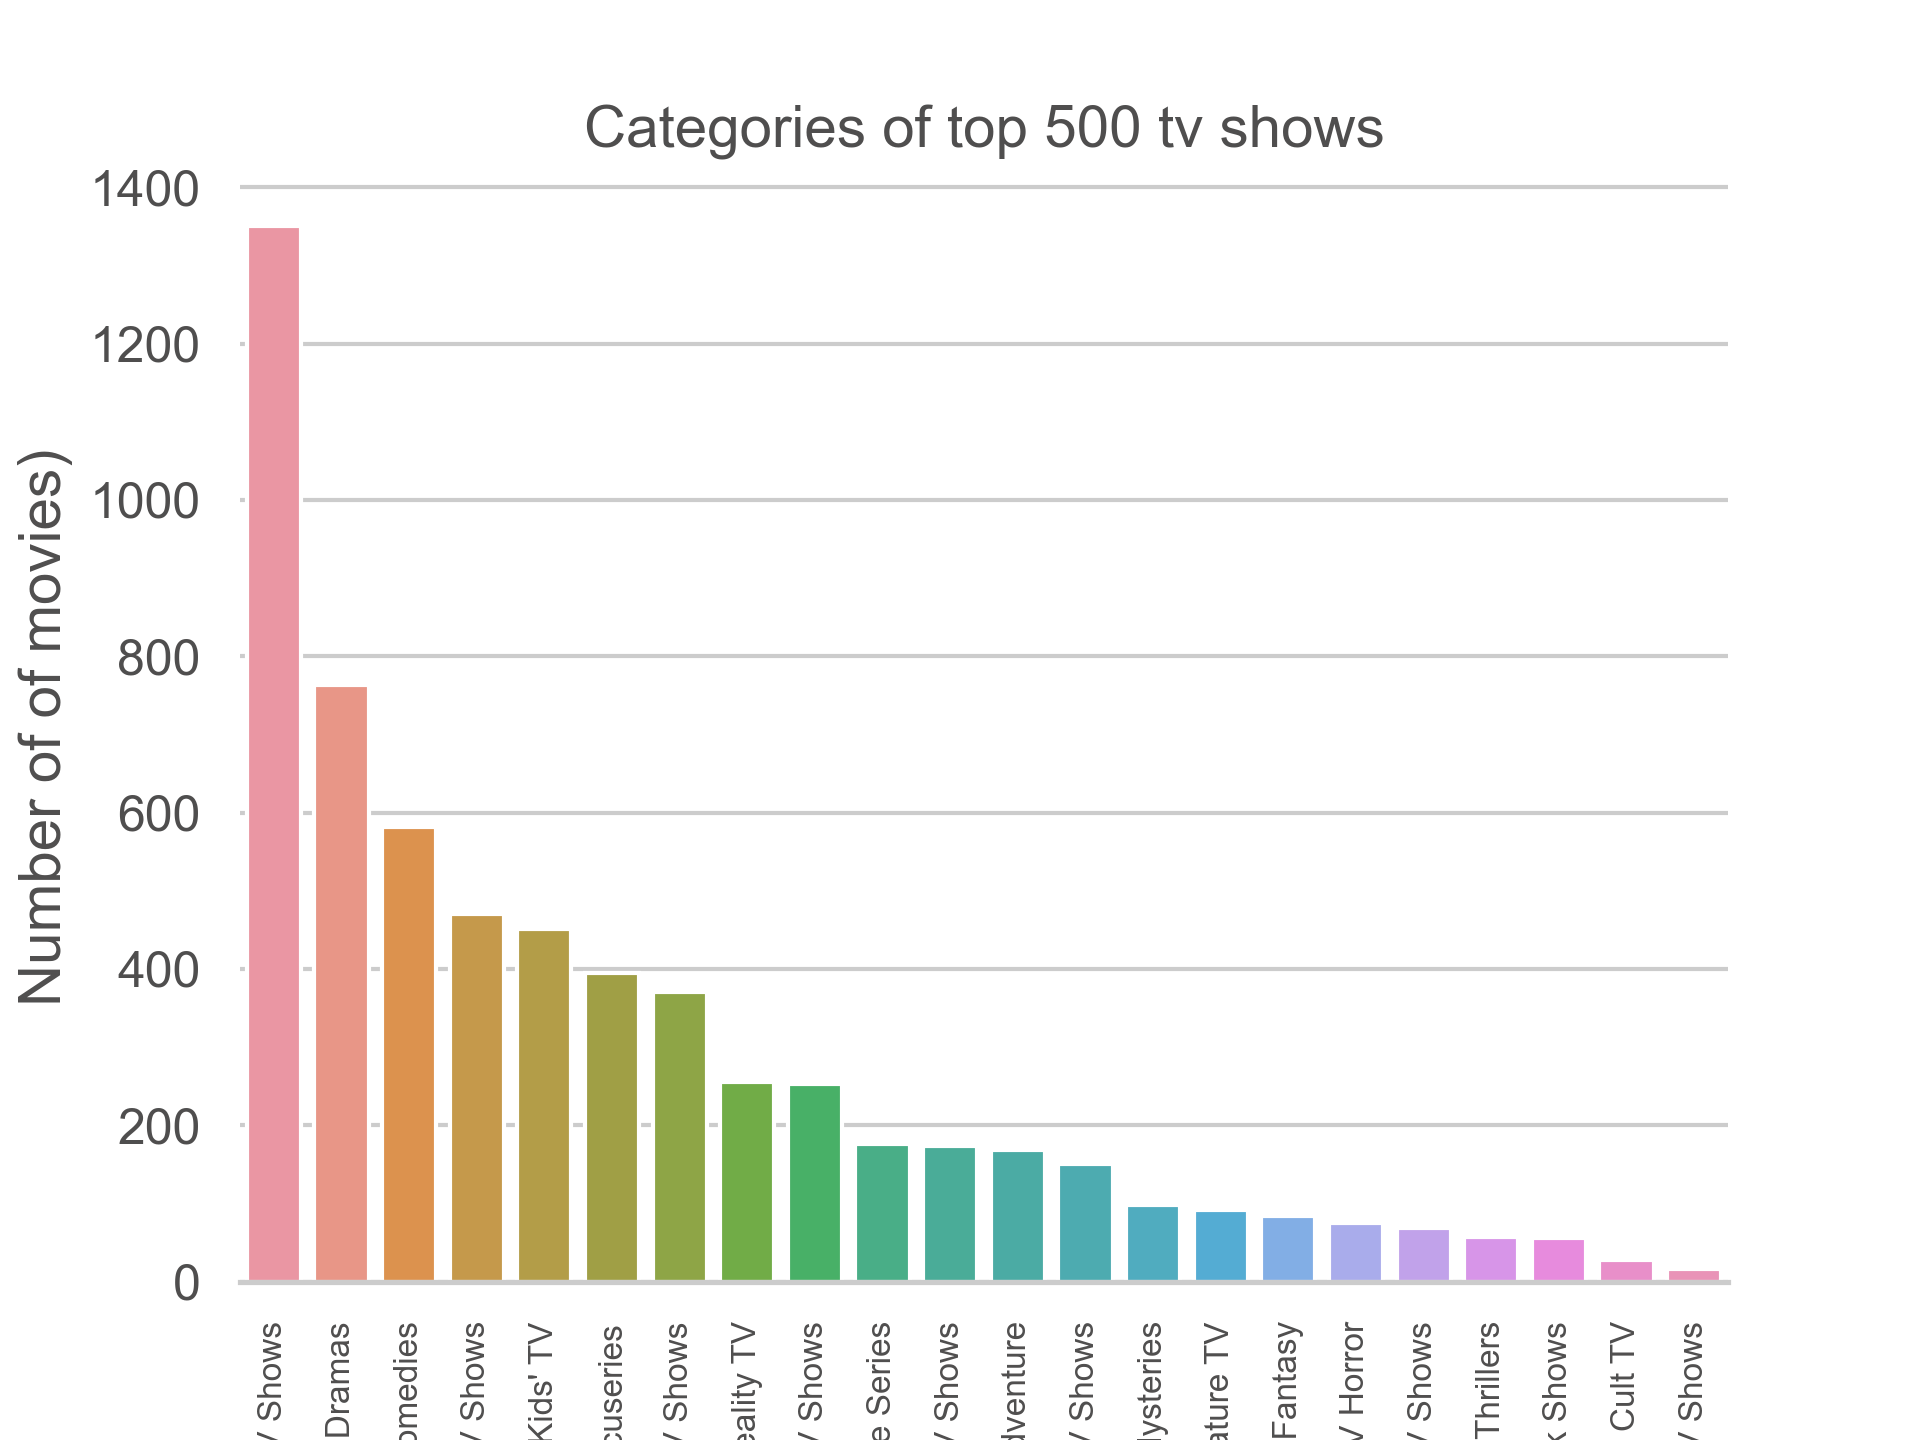 Categories of top 500 tv shows
1400
1200
1000
800
600
400
200
0
Number of of movies)
Shows
Dramas
omedies
Shows
Kids' TV
cuseries
Shows
eality TV
Shows
e Series
Shows
dventure
Shows
lysteries
ature TV
Fantasy
V Horror
Shows
Thrillers
Shows
Cult TV
Shows